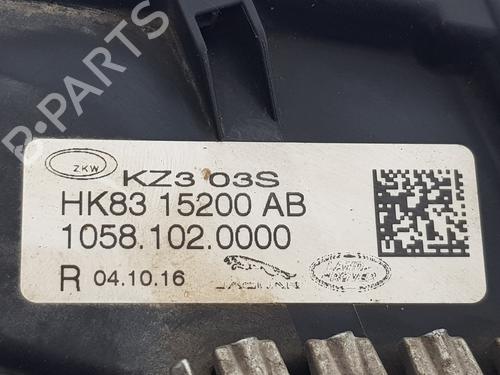 B-PARTS
ZKW
KZ3 03S
HK83 15200 AB
1058.102.0000
R 04.10.16
JAGUAR
LAND ROVER